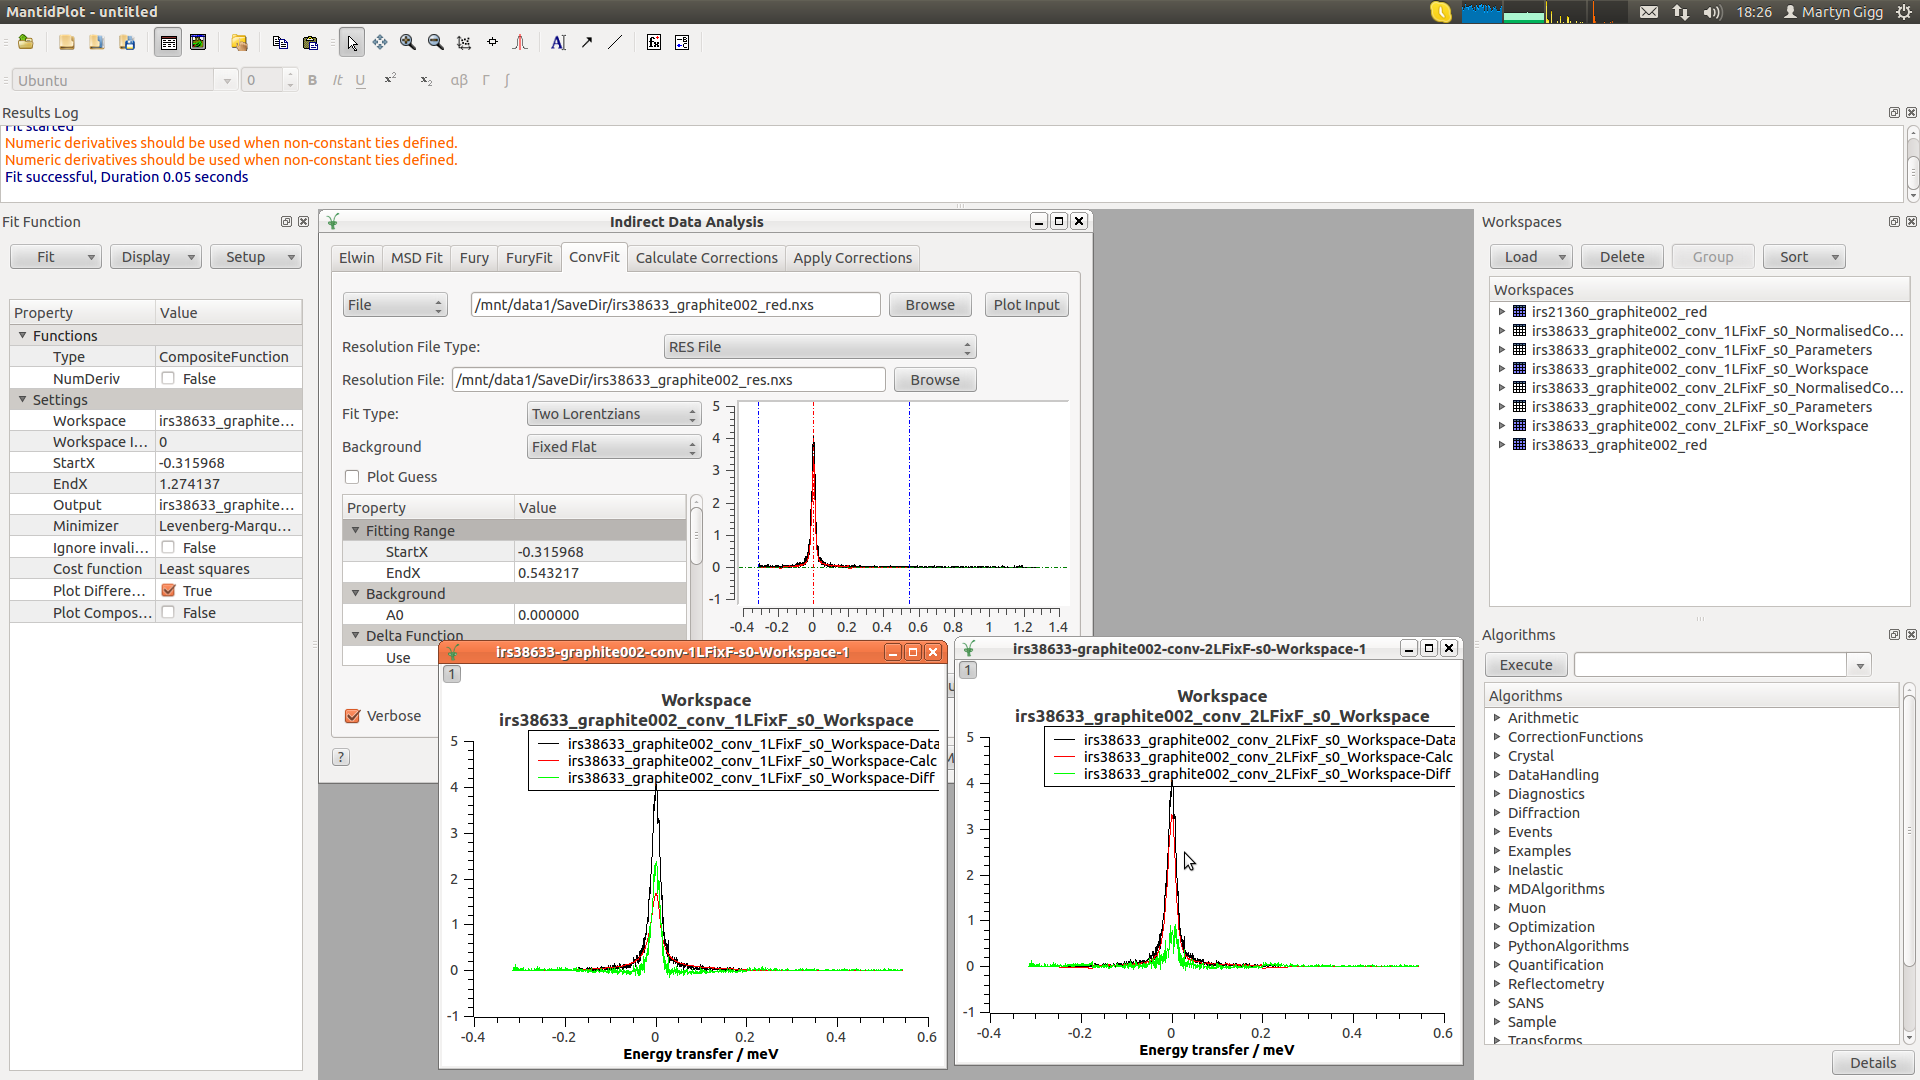 MantidPlot - untitled
18:26 Martyn Gigg
Ubuntu 0 B It U x² x₂ αβ Γ ∫
Results Log
Fit started
Numeric derivatives should be used when non-constant ties defined.
Numeric derivatives should be used when non-constant ties defined.
Fit successful, Duration 0.05 seconds
Fit Function
Fit Display Setup
Property Value
Functions
Type CompositeFunction
NumDeriv False
Settings
Workspace irs38633_graphite...
Workspace I... 0
StartX -0.315968
EndX 1.274137
Output irs38633_graphite...
Minimizer Levenberg-Marqu...
Ignore invali... False
Cost function Least squares
Plot Differe... True
Plot Compos... False
Indirect Data Analysis
Elwin MSD Fit Fury FuryFit ConvFit Calculate Corrections Apply Corrections
File /mnt/data1/SaveDir/irs38633_graphite002_red.nxs Browse Plot Input
Resolution File Type: RES File
Resolution File: /mnt/data1/SaveDir/irs38633_graphite002_res.nxs Browse
Fit Type: Two Lorentzians
Background Fixed Flat
Plot Guess
Property Value
Fitting Range
StartX -0.315968
EndX 0.543217
Background
A0 0.000000
Delta Function
Use
Verbose
?
5
4
3
2
1
0
-1
-0.4 -0.2 0 0.2 0.4 0.6 0.8 1 1.2 1.4
irs38633-graphite002-conv-1LFixF-s0-Workspace-1
1
Workspace
irs38633_graphite002_conv_1LFixF_s0_Workspace
irs38633_graphite002_conv_1LFixF_s0_Workspace-Data
irs38633_graphite002_conv_1LFixF_s0_Workspace-Calc
irs38633_graphite002_conv_1LFixF_s0_Workspace-Diff
5
4
3
2
1
0
-1
-0.4 -0.2 0 0.2 0.4 0.6
Energy transfer / meV
irs38633-graphite002-conv-2LFixF-s0-Workspace-1
1
Workspace
irs38633_graphite002_conv_2LFixF_s0_Workspace
irs38633_graphite002_conv_2LFixF_s0_Workspace-Data
irs38633_graphite002_conv_2LFixF_s0_Workspace-Calc
irs38633_graphite002_conv_2LFixF_s0_Workspace-Diff
5
4
3
2
1
0
-1
-0.4 -0.2 0 0.2 0.4 0.6
Energy transfer / meV
Workspaces
Load Delete Group Sort
Workspaces
irs21360_graphite002_red
irs38633_graphite002_conv_1LFixF_s0_NormalisedCo...
irs38633_graphite002_conv_1LFixF_s0_Parameters
irs38633_graphite002_conv_1LFixF_s0_Workspace
irs38633_graphite002_conv_2LFixF_s0_NormalisedCo...
irs38633_graphite002_conv_2LFixF_s0_Parameters
irs38633_graphite002_conv_2LFixF_s0_Workspace
irs38633_graphite002_red
Algorithms
Execute
Algorithms
Arithmetic
CorrectionFunctions
Crystal
DataHandling
Diagnostics
Diffraction
Events
Examples
Inelastic
MDAlgorithms
Muon
Optimization
PythonAlgorithms
Quantification
Reflectometry
SANS
Sample
Transforms
Details